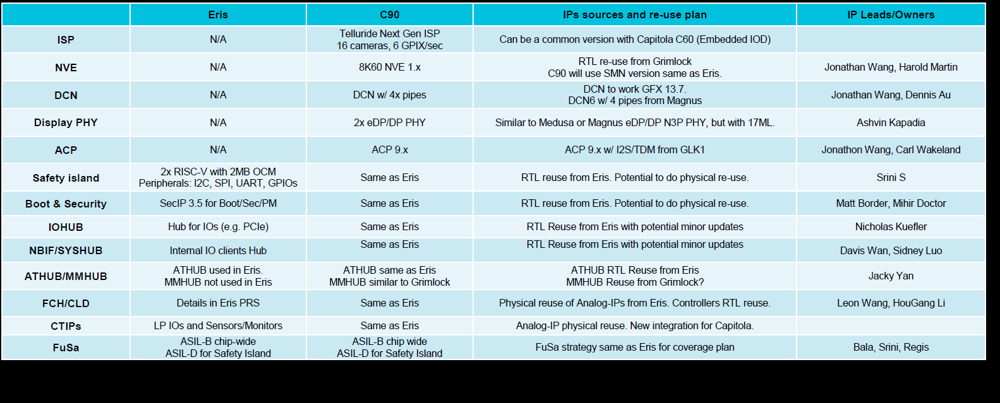 Eris
C90
IPs sources and re-use plan
IP Leads/Owners
ISP
N/A
Telluride Next Gen ISP
16 cameras, 6 GPIX/sec
Can be a common version with Capitola C60 (Embedded IOD)
NVE
N/A
8K60 NVE 1.x
RTL re-use from Grimlock
C90 will use SMN version same as Eris.
Jonathan Wang, Harold Martin
DCN
N/A
DCN w/ 4x pipes
DCN to work GFX 13.7.
DCN6 w/ 4 pipes from Magnus
Jonathan Wang, Dennis Au
Display PHY
N/A
2x eDP/DP PHY
Similar to Medusa or Magnus eDP/DP N3P PHY, but with 17ML.
Ashvin Kapadia
ACP
N/A
ACP 9.x
ACP 9.x w/ I2S/TDM from GLK1
Jonathon Wang, Carl Wakeland
Safety island
2x RISC-V with 2MB OCM
Peripherals: I2C, SPI, UART, GPIOs
Same as Eris
RTL reuse from Eris. Potential to do physical re-use.
Srini S
Boot & Security
SecIP 3.5 for Boot/Sec/PM
Same as Eris
RTL reuse from Eris. Potential to do physical re-use.
Matt Border, Mihir Doctor
IOHUB
Hub for IOs (e.g. PCIe)
Same as Eris
RTL Reuse from Eris with potential minor updates
Nicholas Kuefler
NBIF/SYSHUB
Internal IO clients Hub
Same as Eris
RTL Reuse from Eris with potential minor updates
Davis Wan, Sidney Luo
ATHUB/MMHUB
ATHUB used in Eris.
MMHUB not used in Eris
ATHUB same as Eris
MMHUB similar to Grimlock
ATHUB RTL Reuse from Eris
MMHUB Reuse from Grimlock?
Jacky Yan
FCH/CLD
Details in Eris PRS
Same as Eris
Physical reuse of Analog-IPs from Eris. Controllers RTL reuse.
Leon Wang, HouGang Li
CTIPs
LP IOs and Sensors/Monitors
Same as Eris
Analog-IP physical reuse. New integration for Capitola.
FuSa
ASIL-B chip-wide
ASIL-D for Safety Island
ASIL-B chip wide
ASIL-D for Safety Island
FuSa strategy same as Eris for coverage plan
Bala, Srini, Regis